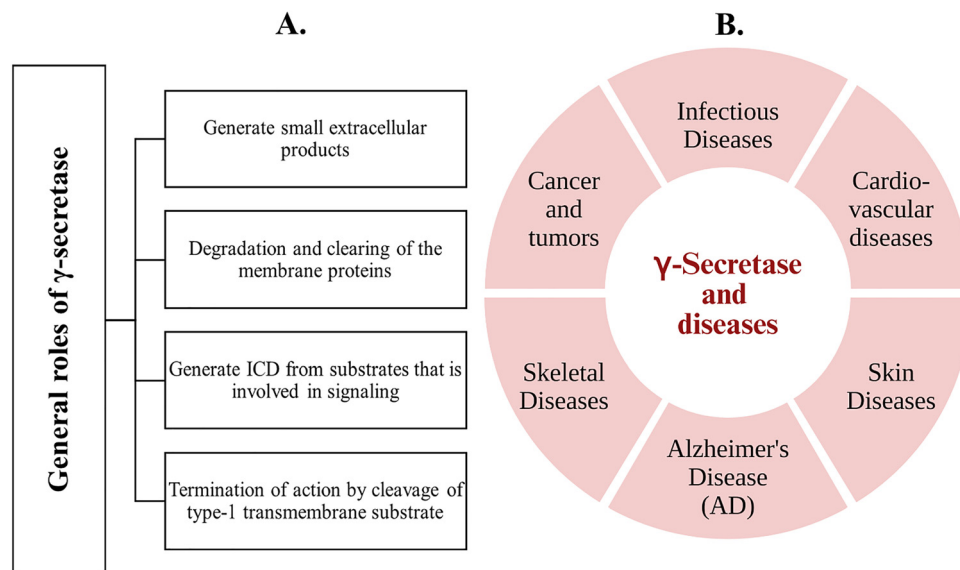 A.
General roles of γ-secretase
Generate small extracellular
products
Degradation and clearing of the
membrane proteins
Generate ICD from substrates that is
involved in signaling
Termination of action by cleavage of
type-1 transmembrane substrate
B.
Infectious
Diseases
Cardio-
vascular
diseases
Skin
Diseases
Alzheimer's
Disease
(AD)
Skeletal
Diseases
Cancer
and
tumors
γ-Secretase
and
diseases